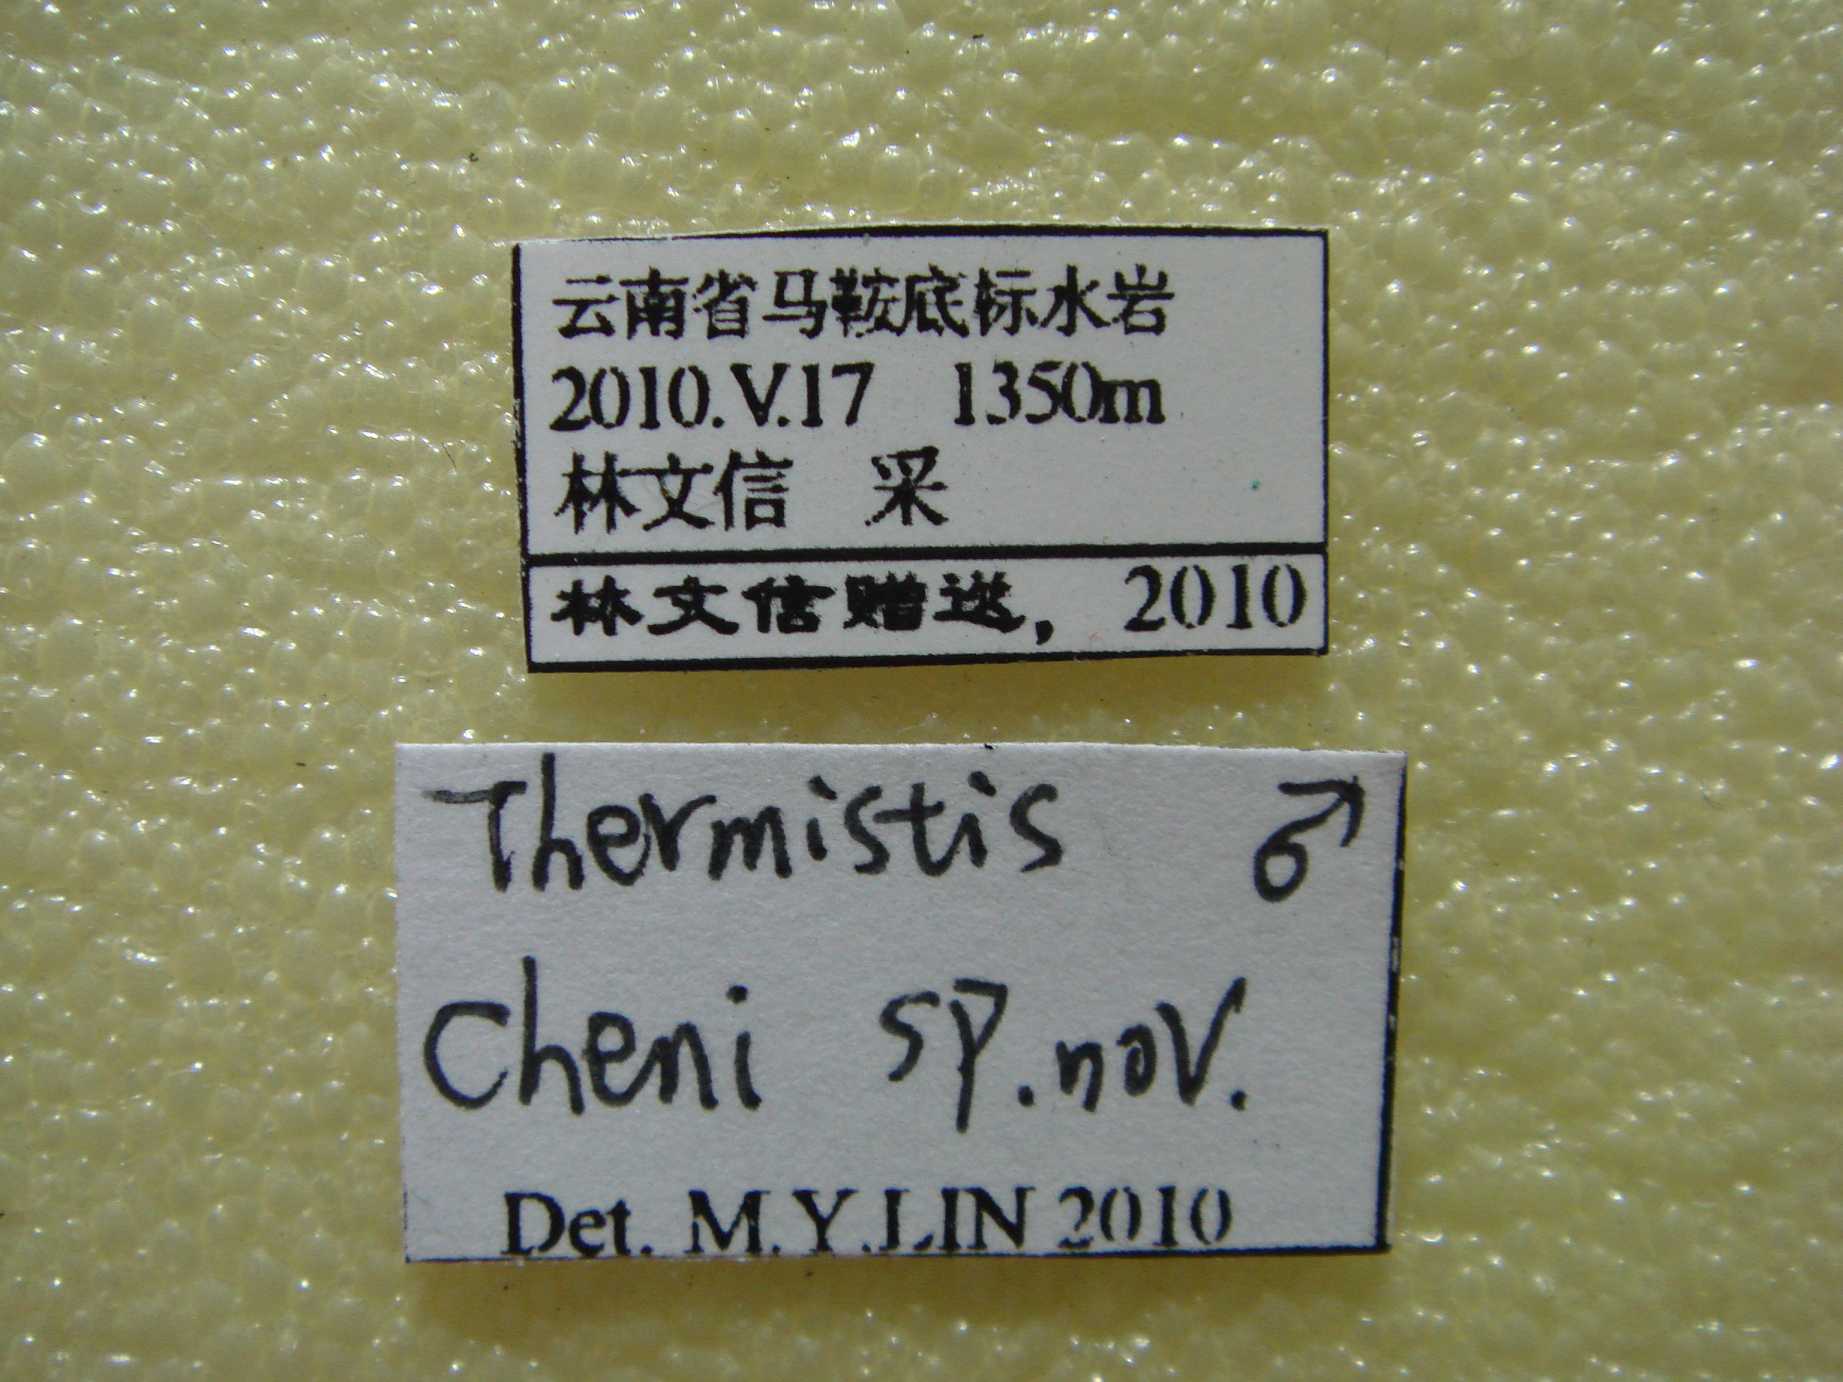 云南省马鞍底标水岩
2010.V.17 1350m
林文信 采
林文信赠送，2010
Thermistis ♂
Cheni sp.nov.
Det. M.Y.LIN 2010